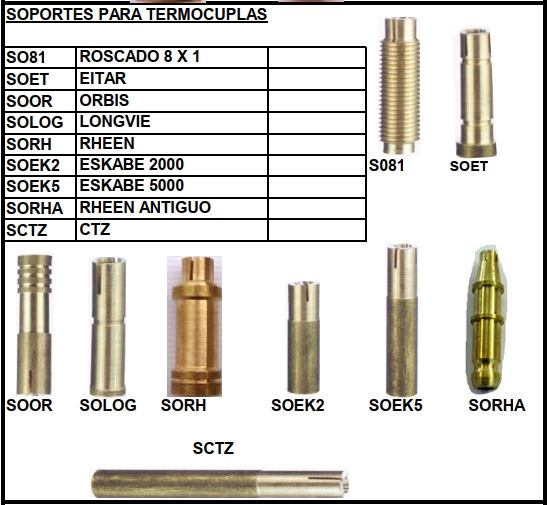 SOPORTES PARA TERMOCUPLAS
SO81 ROSCADO 8 X 1
SOET EITAR
SOOR ORBIS
SOLOG LONGVIE
SORH RHEEN
SOEK2 ESKABE 2000
SOEK5 ESKABE 5000
SORHA RHEEN ANTIGUO
SCTZ CTZ
S081 SOET
SOOR SOLOG SORH SOEK2 SOEK5 SORHA
SCTZ